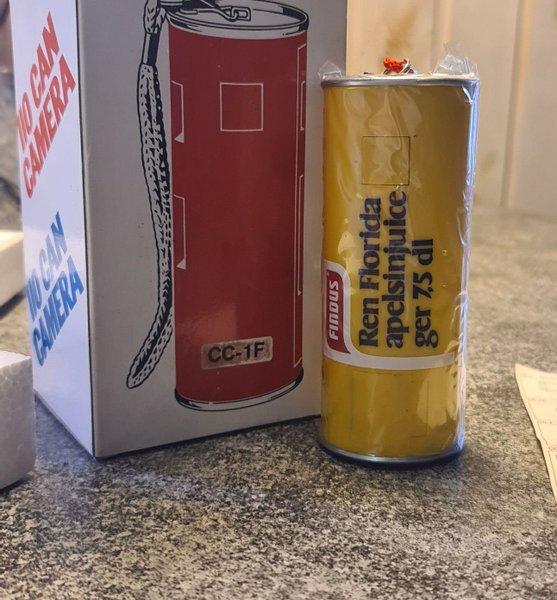 110 CAN
CAMERA
110 CAN
CAMERA
CC-1F
FINDUS
Ren Florida
apelsinjuice
ger 7,5 dl